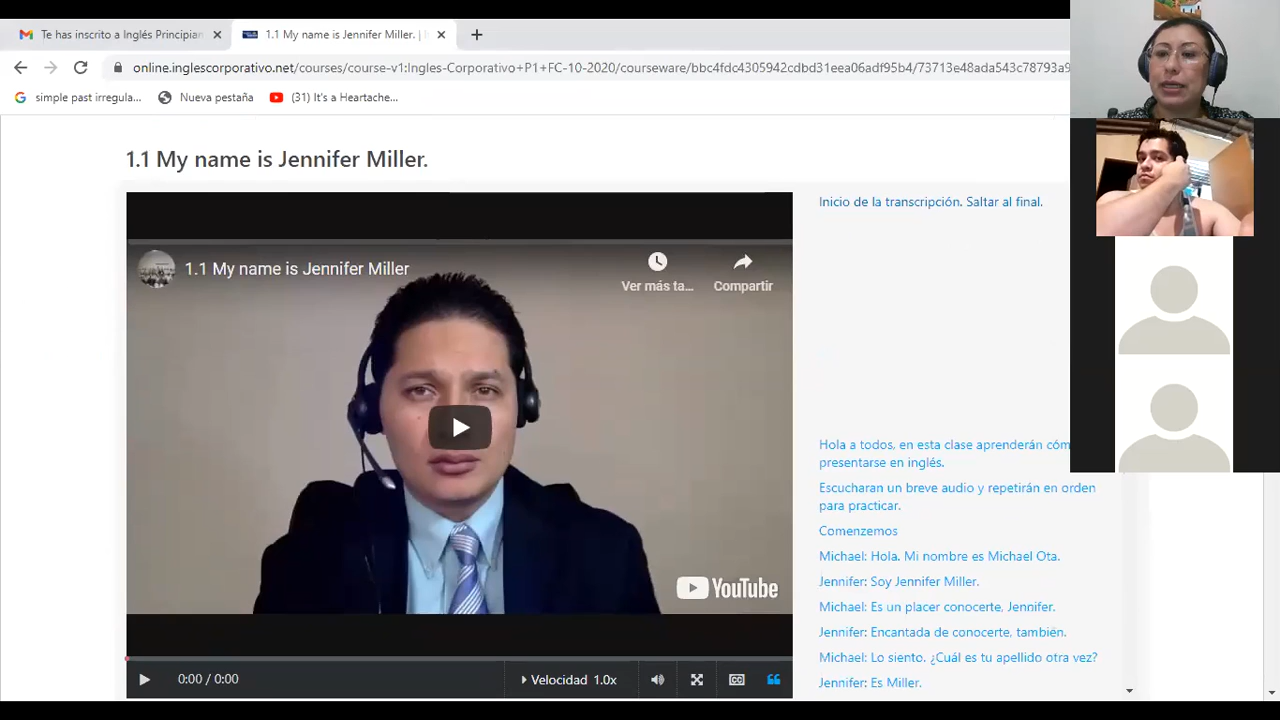 Te has inscrito a Inglés Principian
1.1 My name is Jennifer Miller. |
online.inglescorporativo.net/courses/course-v1:Ingles-Corporativo+P1+FC-10-2020/courseware/bbc4fdc4305942cdbd31eea06adf95b4/73713e48ada543c78793a9
simple past irregula...
Nueva pestaña
(31) It's a Heartache...
1.1 My name is Jennifer Miller.
1.1 My name is Jennifer Miller
Ver más ta...
Compartir
YouTube
0:00 / 0:00
Velocidad 1.0x
Inicio de la transcripción. Saltar al final.
Hola a todos, en esta clase aprenderán cóm
presentarse en inglés.
Escucharan un breve audio y repetirán en orden
para practicar.
Comenzemos
Michael: Hola. Mi nombre es Michael Ota.
Jennifer: Soy Jennifer Miller.
Michael: Es un placer conocerte, Jennifer.
Jennifer: Encantada de conocerte, también.
Michael: Lo siento. ¿Cuál es tu apellido otra vez?
Jennifer: Es Miller.